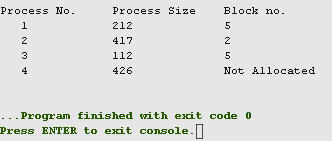 Process No. Process Size Block no.
1 212 5
2 417 2
3 112 5
4 426 Not Allocated
...Program finished with exit code 0
Press ENTER to exit console.